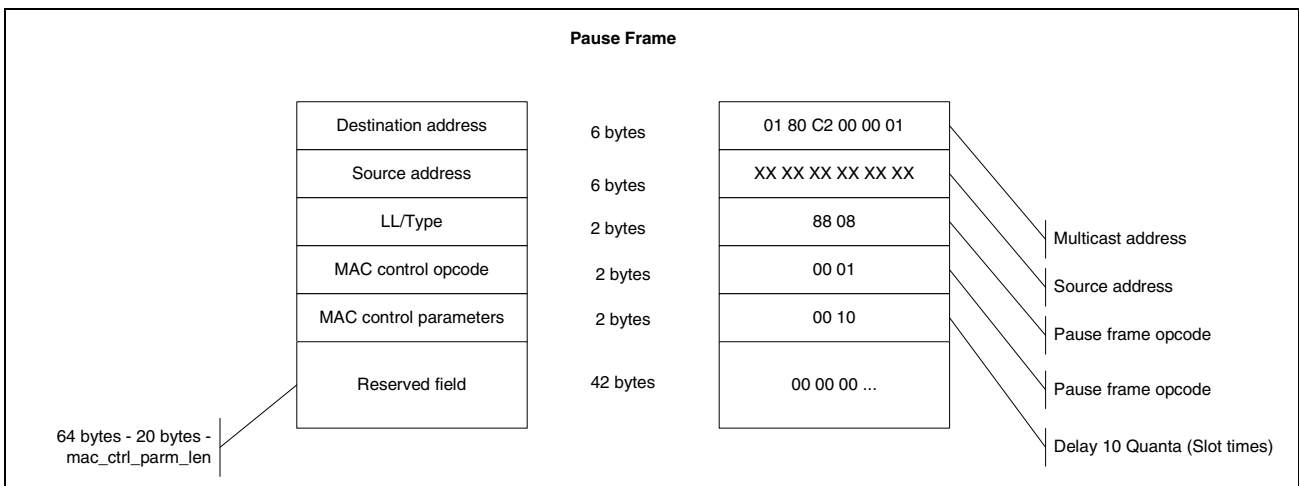 Pause Frame
Destination address
6 bytes
01 80 C2 00 00 01
Source address
6 bytes
XX XX XX XX XX XX
LL/Type
2 bytes
88 08
Multicast address
MAC control opcode
2 bytes
00 01
Source address
MAC control parameters
2 bytes
00 10
Pause frame opcode
Reserved field
42 bytes
00 00 00 ...
Pause frame opcode
64 bytes - 20 bytes -
mac_ctrl_parm_len
Delay 10 Quanta (Slot times)